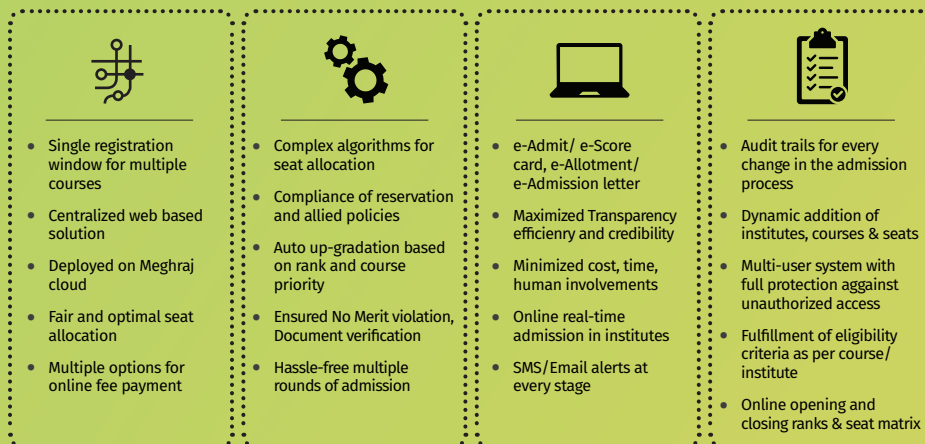 Single registration
window for multiple
courses
Centralized web based
solution
Deployed on Meghraj
cloud
Fair and optimal seat
allocation
Multiple options for
online fee payment
Complex algorithms for
seat allocation
Compliance of reservation
and allied policies
Auto up-gradation based
on rank and course
priority
Ensured No Merit violation,
Document verification
Hassle-free multiple
rounds of admission
e-Admit/ e-Score
card, e-Allotment/
e-Admission letter
Maximized Transparency
efficienry and credibility
Minimized cost, time,
human involvements
Online real-time
admission in institutes
SMS/Email alerts at
every stage
Audit trails for every
change in the admission
process
Dynamic addition of
institutes, courses & seats
Multi-user system with
full protection aggainst
unauthorized access
Fulfillment of eligibility
criteria as per course/
institute
Online opening and
closing ranks & seat matrix